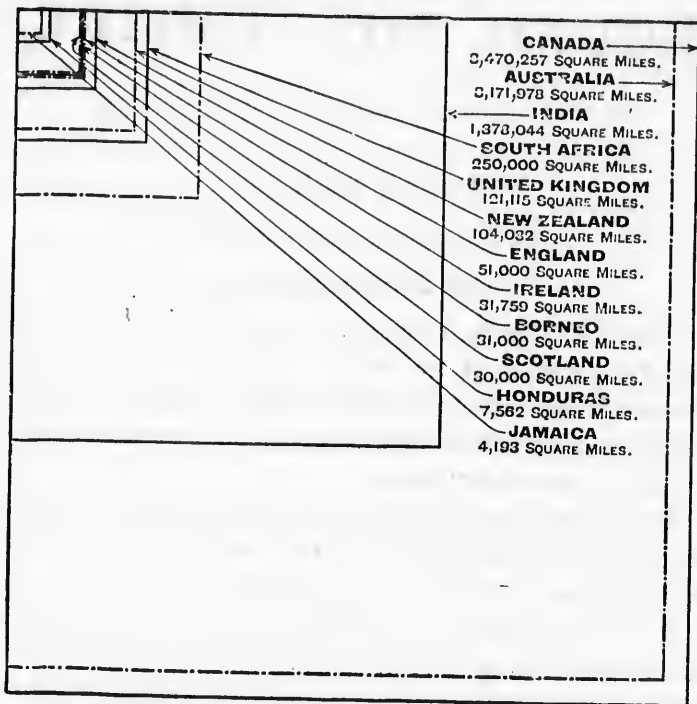 CANADA
3,470,257 SQUARE MILES.
AUSTRALIA
3,171,978 SQUARE MILES.
INDIA
1,378,044 SQUARE MILES.
SOUTH AFRICA
250,000 SQUARE MILES.
UNITED KINGDOM
121,115 SQUARE MILES.
NEW ZEALAND
104,032 SQUARE MILES.
ENGLAND
51,000 SQUARE MILES.
IRELAND
31,759 SQUARE MILES.
BORNEO
31,000 SQUARE MILES.
SCOTLAND
30,000 SQUARE MILES.
HONDURAS
7,562 SQUARE MILES.
JAMAICA
4,193 SQUARE MILES.